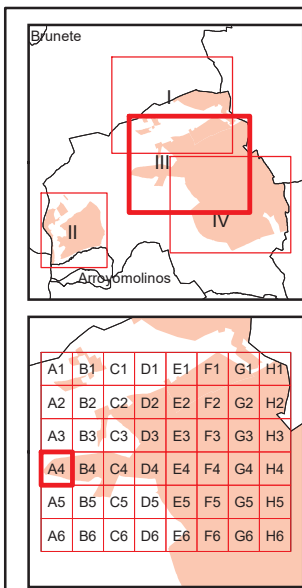 Brunete
I
III
II
IV
Arroyomolinos
A1 B1 C1 D1 E1 F1 G1 H1
A2 B2 C2 D2 E2 F2 G2 H2
A3 B3 C3 D3 E3 F3 G3 H3
A4 B4 C4 D4 E4 F4 G4 H4
A5 B5 C5 D5 E5 F5 G5 H5
A6 B6 C6 D6 E6 F6 G6 H6